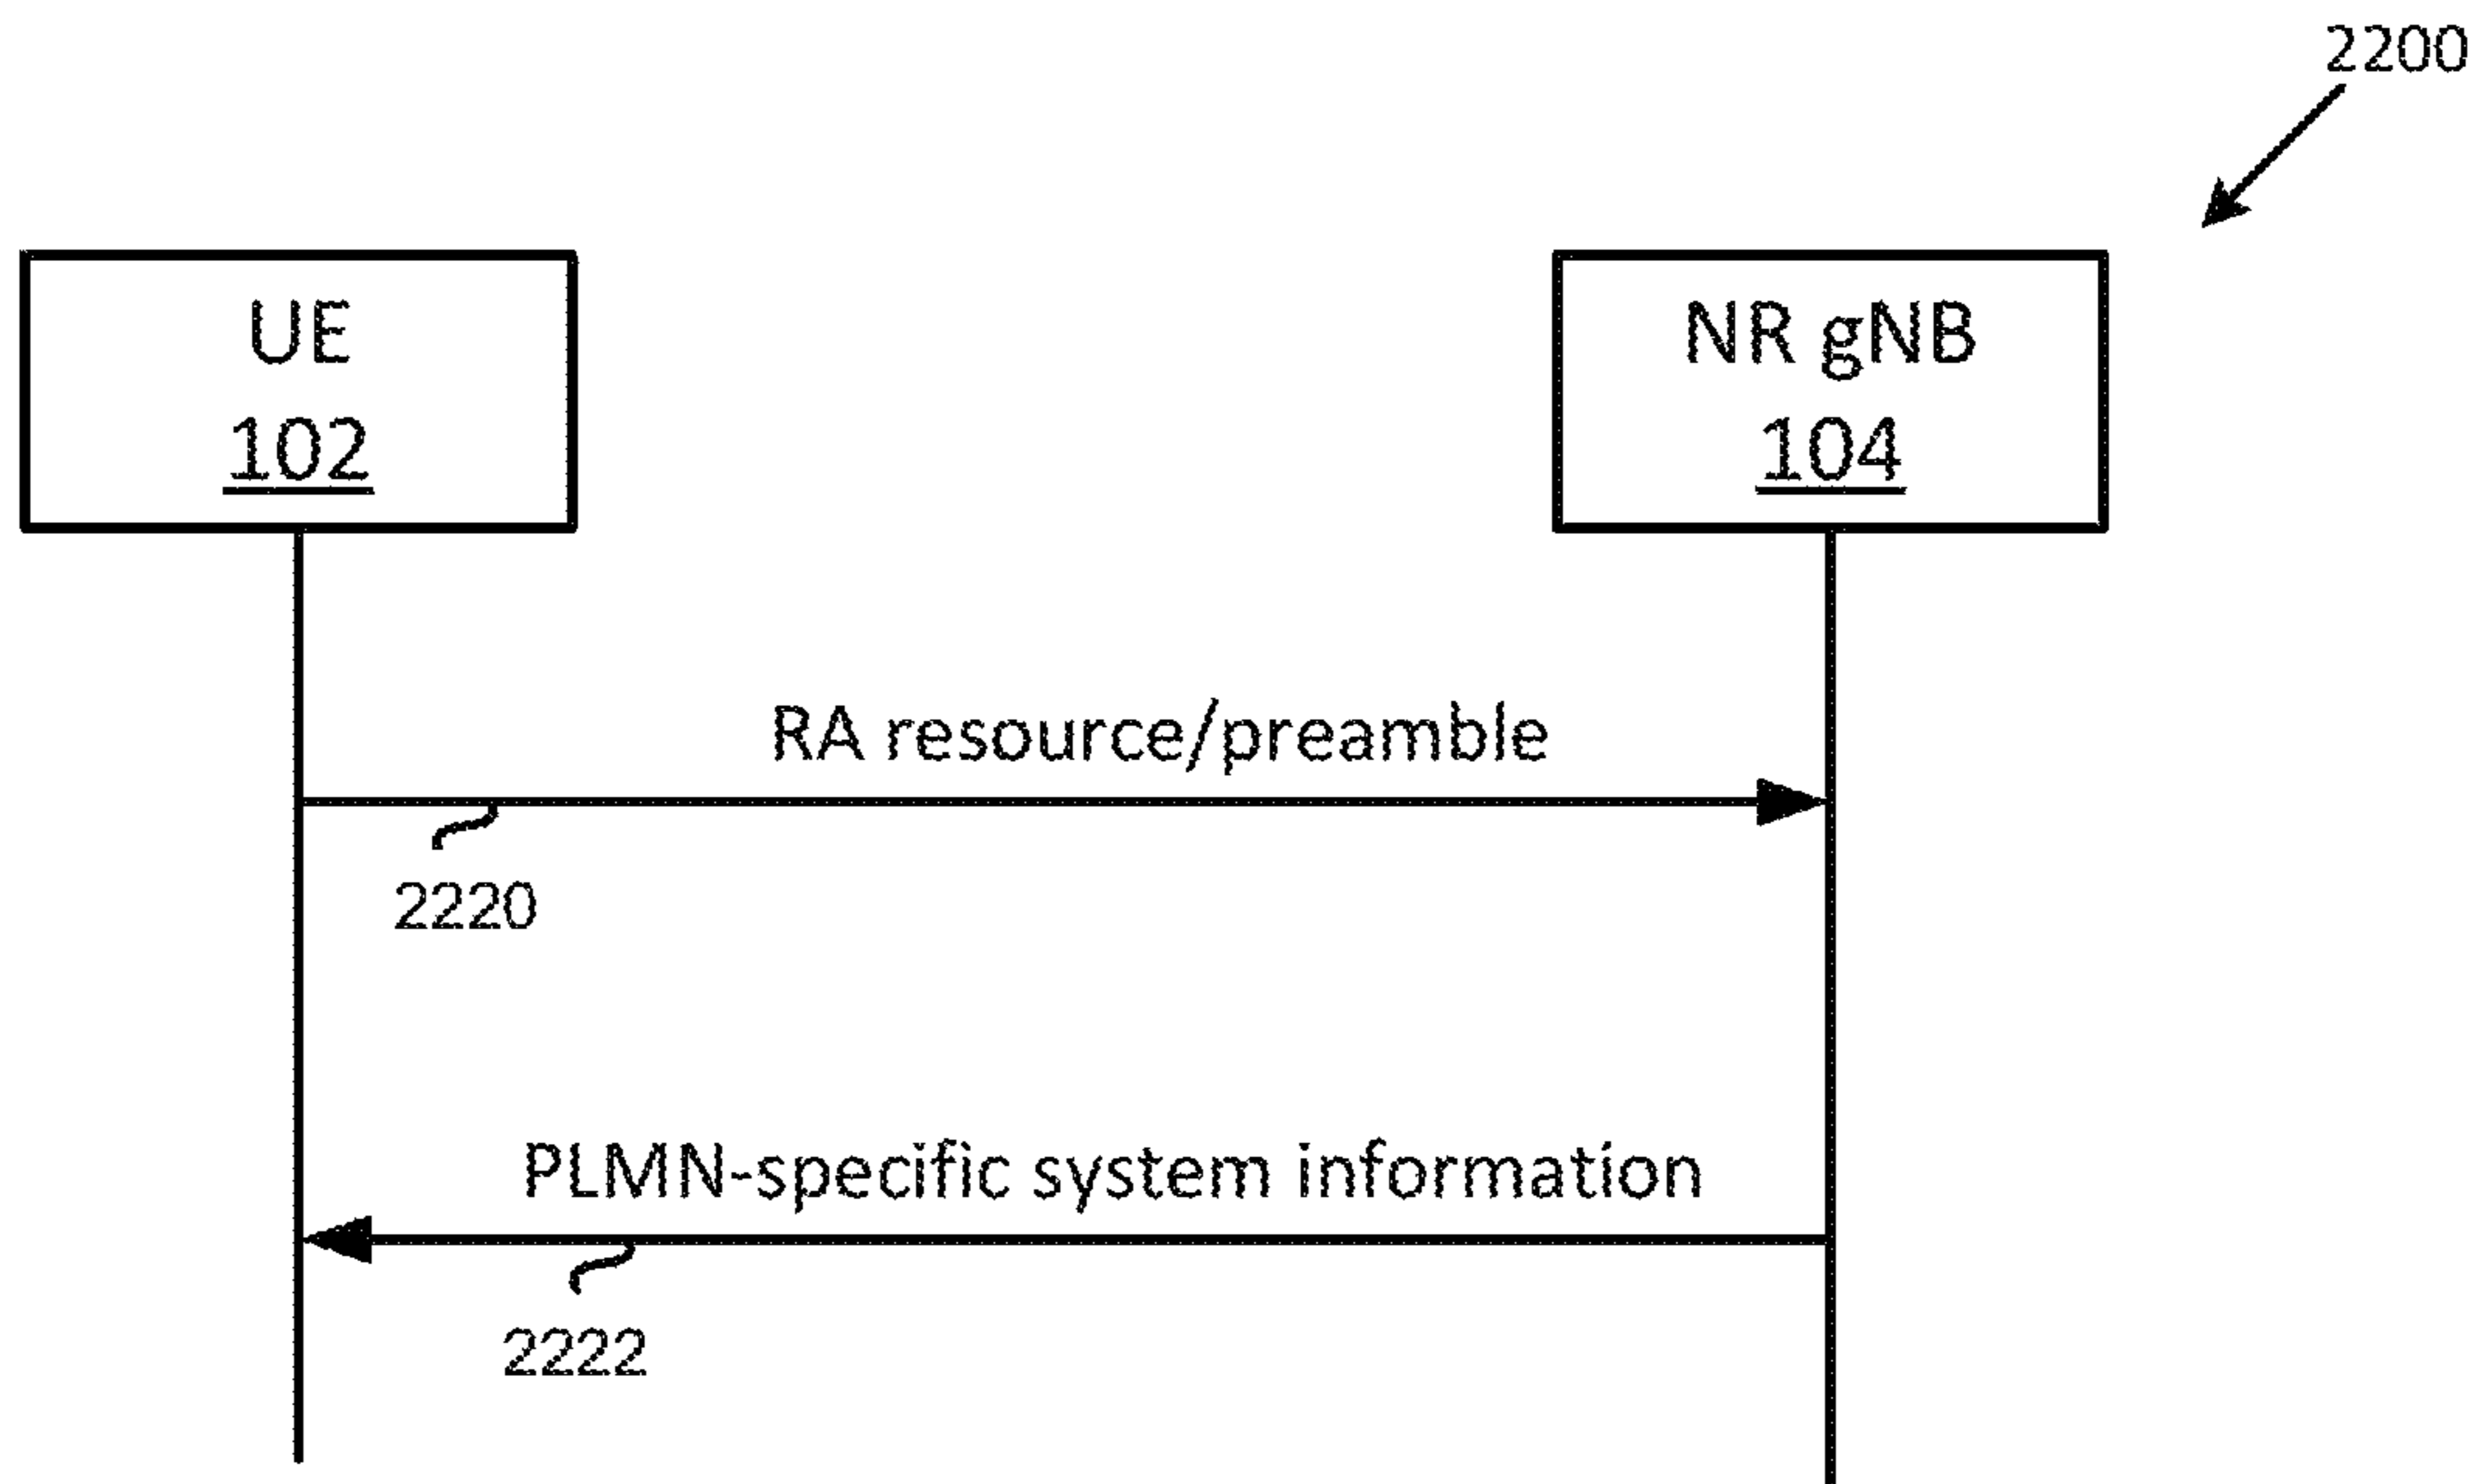 2200
UE
102
NR gNB
104
RA resource/preamble
2220
PLMN-specific system information
2222